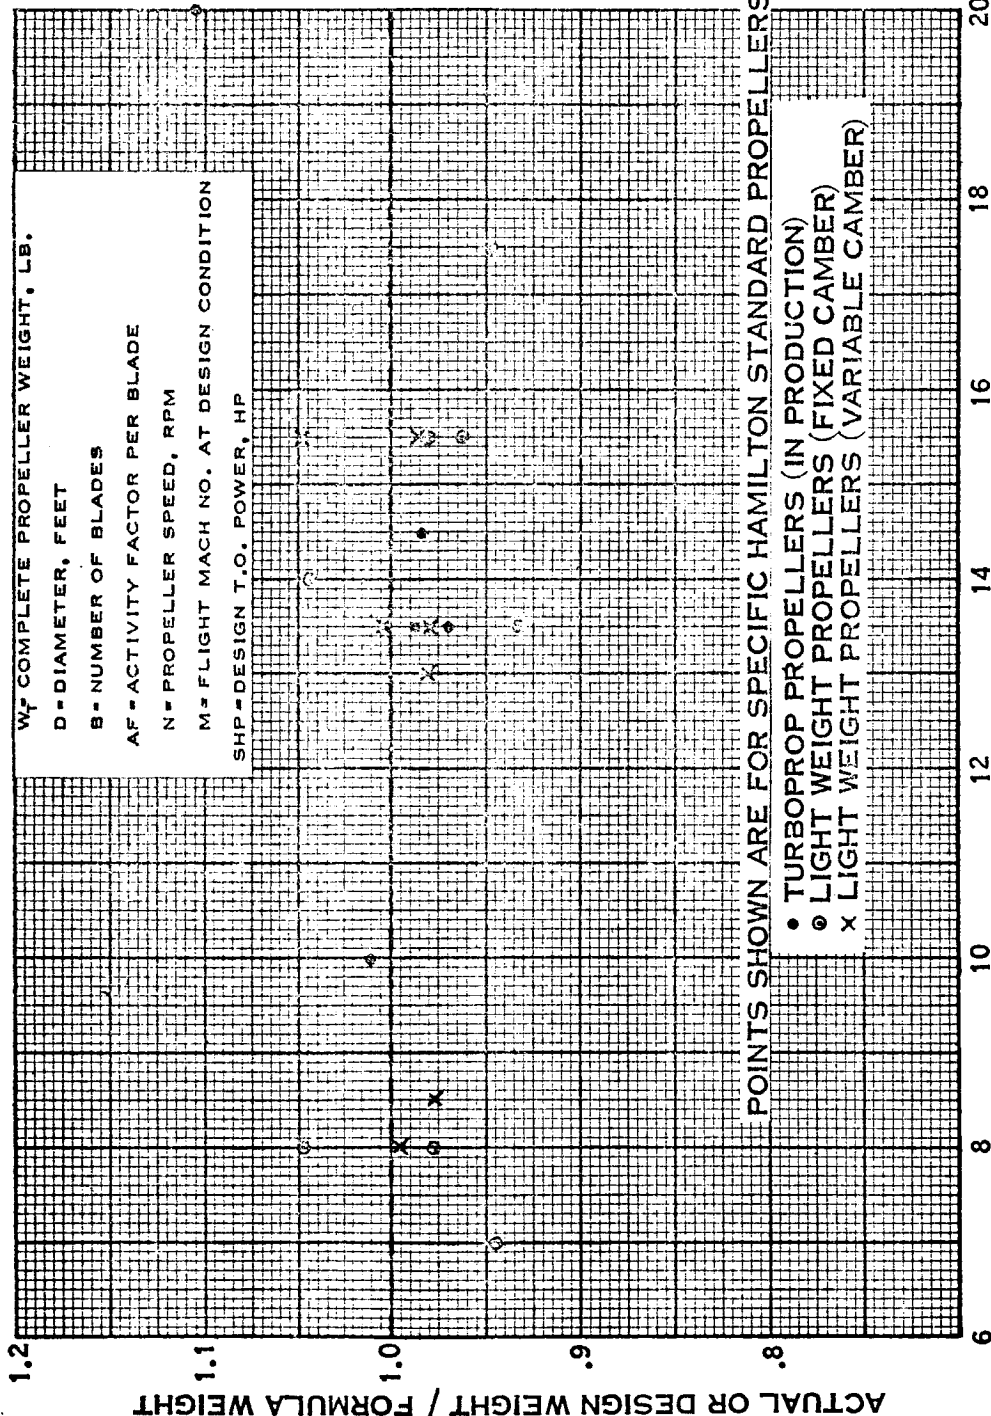 W_T = COMPLETE PROPELLER WEIGHT, LB.
D = DIAMETER, FEET
B = NUMBER OF BLADES
AF = ACTIVITY FACTOR PER BLADE
N = PROPELLER SPEED, RPM
M = FLIGHT MACH NO. AT DESIGN CONDITION
SHP = DESIGN T.O. POWER, HP
POINTS SHOWN ARE FOR SPECIFIC HAMILTON STANDARD PROPELLERS
• TURBOPROP PROPELLERS (IN PRODUCTION)
⊙ LIGHT WEIGHT PROPELLERS (FIXED CAMBER)
× LIGHT WEIGHT PROPELLERS (VARIABLE CAMBER)
ACTUAL OR DESIGN WEIGHT / FORMULA WEIGHT
1.2
1.1
1.0
.9
.8
6
8
10
12
14
16
18
20